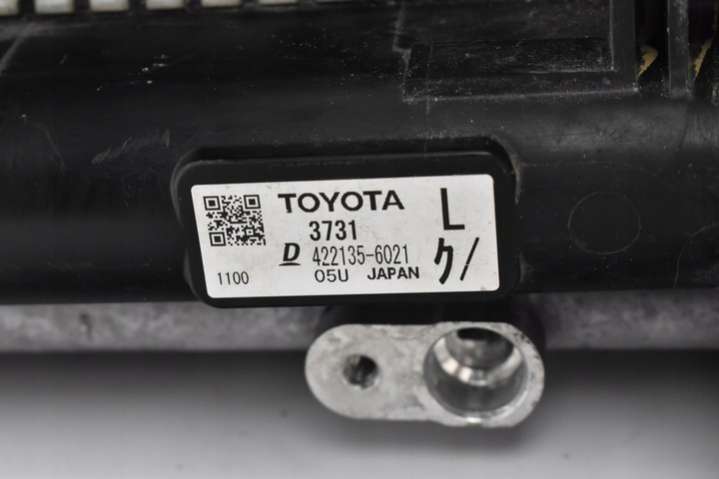 TOYOTA L
3731
D 422135-6021 ク/
1100 05U JAPAN